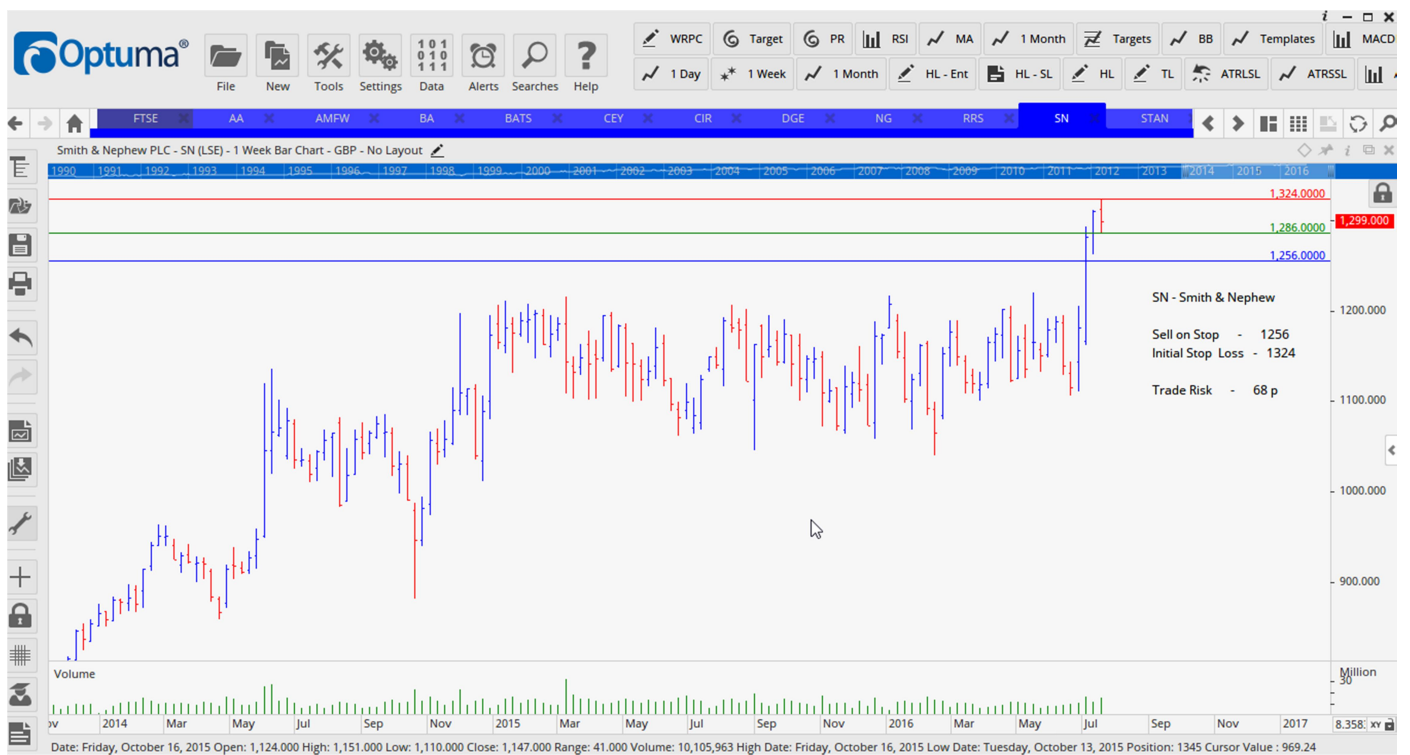 Optuma®
File New Tools Settings Data Alerts Searches Help
WRPC Target PR RSI MA 1 Month Targets BB Templates MACD
1 Day 1 Week 1 Month HL - Ent HL - SL HL TL ATRLSL ATRSSL
FTSE AA AMFW BA BATS CEY CIR DGE NG RRS SN STAN
Smith & Nephew PLC - SN (LSE) - 1 Week Bar Chart - GBP - No Layout
1990 1991 1992 1993 1994 1995 1996 1997 1998 1999 2000 2001 2002 2003 2004 2005 2006 2007 2008 2009 2010 2011 2012 2013 2014 2015 2016
1,324.0000
1,299.000
1,286.0000
1,256.0000
SN - Smith & Nephew
1200.000
Sell on Stop - 1256
Initial Stop Loss - 1324
Trade Risk - 68 p
1100.000
1000.000
900.000
Volume
Million
30
2014 Mar May Jul Sep Nov 2015 Mar May Jul Sep Nov 2016 Mar May Jul Sep Nov 2017 XY
Date: Friday, October 16, 2015 Open: 1,124.000 High: 1,151.000 Low: 1,110.000 Close: 1,147.000 Range: 41.000 Volume: 10,105,963 High Date: Friday, October 16, 2015 Low Date: Tuesday, October 13, 2015 Position: 1345 Cursor Value : 969.24